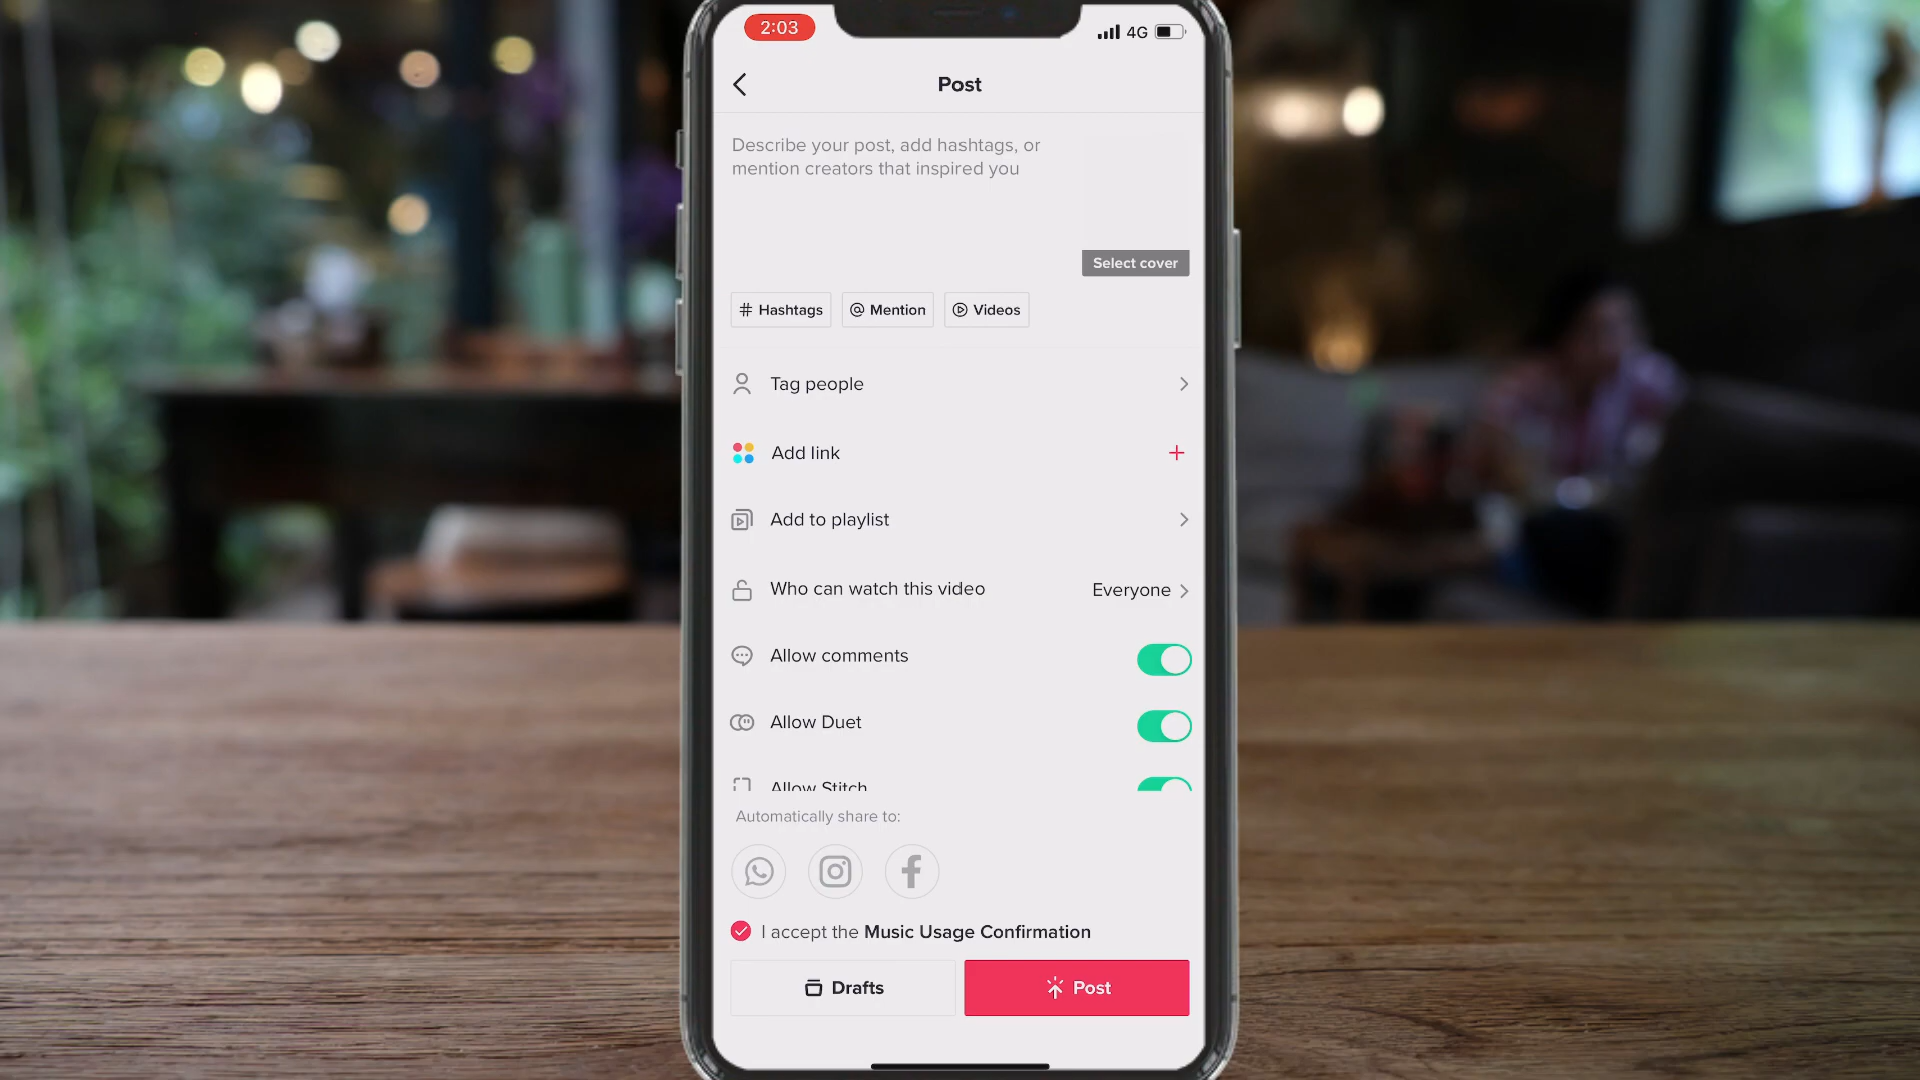 2:03
4G
Post
Describe your post, add hashtags, or
mention creators that inspired you
Select cover
# Hashtags
@ Mention
Videos
Tag people
Add link
Add to playlist
Who can watch this video
Everyone
Allow comments
Allow Duet
Allow Stitch
Automatically share to:
I accept the Music Usage Confirmation
Drafts
Post